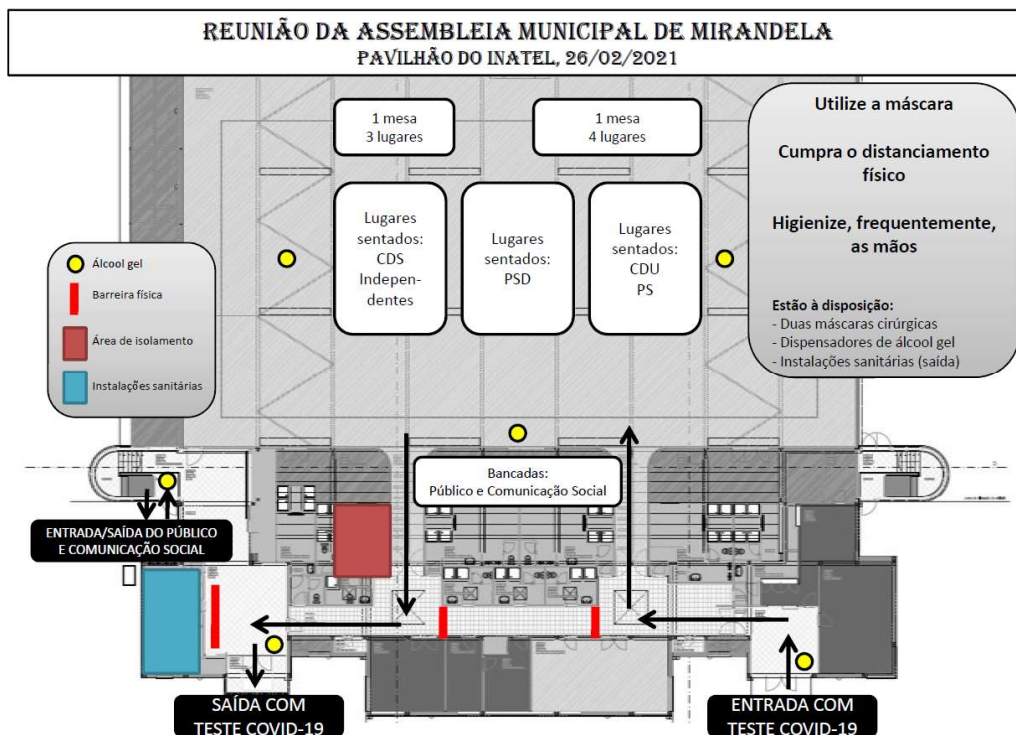 REUNIÃO DA ASSEMBLEIA MUNICIPAL DE MIRANDELA
PAVILHÃO DO INATEL, 26/02/2021
1 mesa
3 lugares
1 mesa
4 lugares
Utilize a máscara
Cumpra o distanciamento
físico
Higienize, frequentemente,
as mãos
Estão à disposição:
- Duas máscaras cirúrgicas
- Dispensadores de álcool gel
- Instalações sanitárias (saída)
Lugares
sentados:
CDS
Indepen-
dentes
Lugares
sentados:
PSD
Lugares
sentados:
CDU
PS
Álcool gel
Barreira física
Área de isolamento
Instalações sanitárias
Bancadas:
Público e Comunicação Social
ENTRADA/SAÍDA DO PÚBLICO
E COMUNICAÇÃO SOCIAL
SAÍDA COM
TESTE COVID-19
ENTRADA COM
TESTE COVID-19